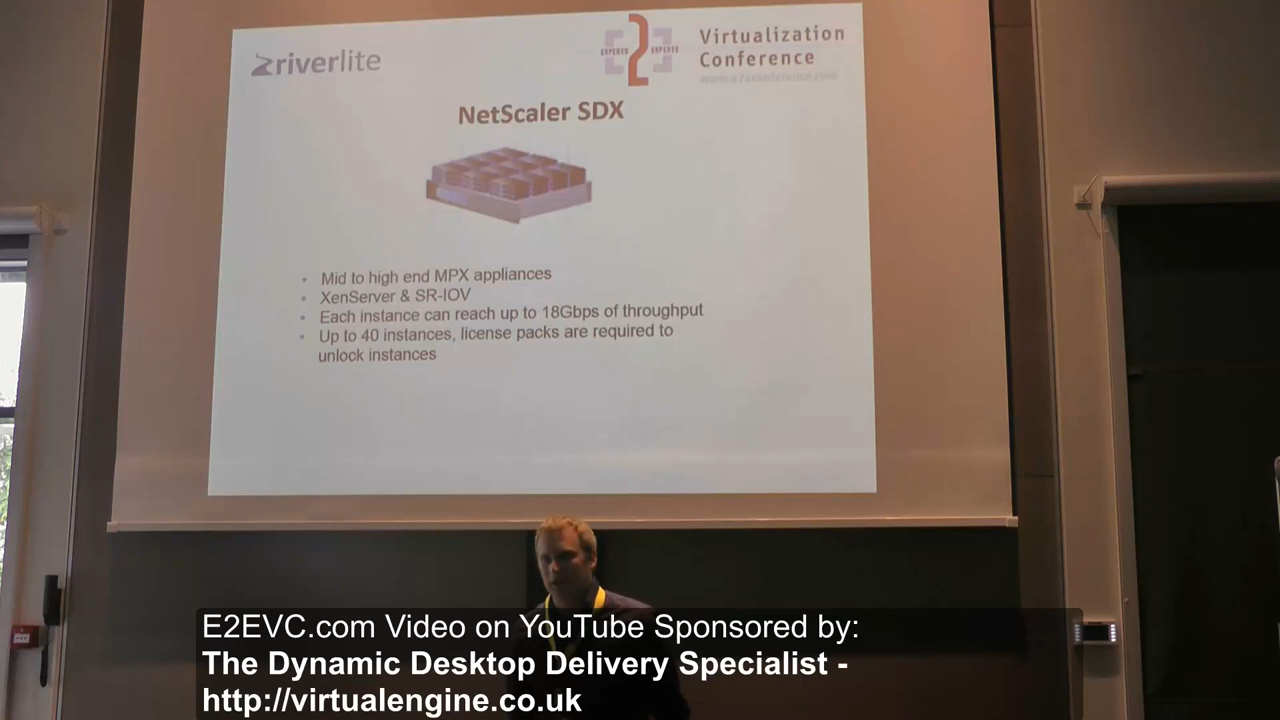 riverlite
EXPERTS 2 EXPERTS
Virtualization
Conference
NetScaler SDX
Mid to high end MPX appliances
XenServer & SR-IOV
Each instance can reach up to 18Gbps of throughput
Up to 40 instances, license packs are required to
unlock instances
E2EVC.com Video on YouTube Sponsored by:
The Dynamic Desktop Delivery Specialist -
http://virtualengine.co.uk